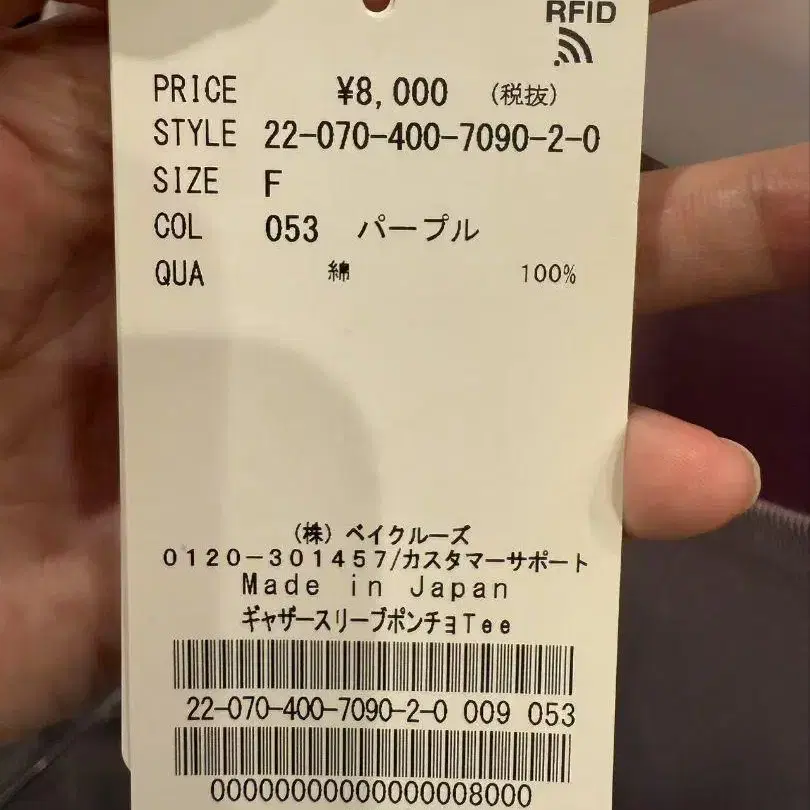 RFID
PRICE ¥8,000 (税抜)
STYLE 22-070-400-7090-2-0
SIZE F
COL 053 パープル
QUA 綿 100%
(株) ベイクルーズ
0120-301457/カスタマーサポート
Made in Japan
ギャザースリーブポンチョTee
22-070-400-7090-2-0 009 053
00000000000000008000